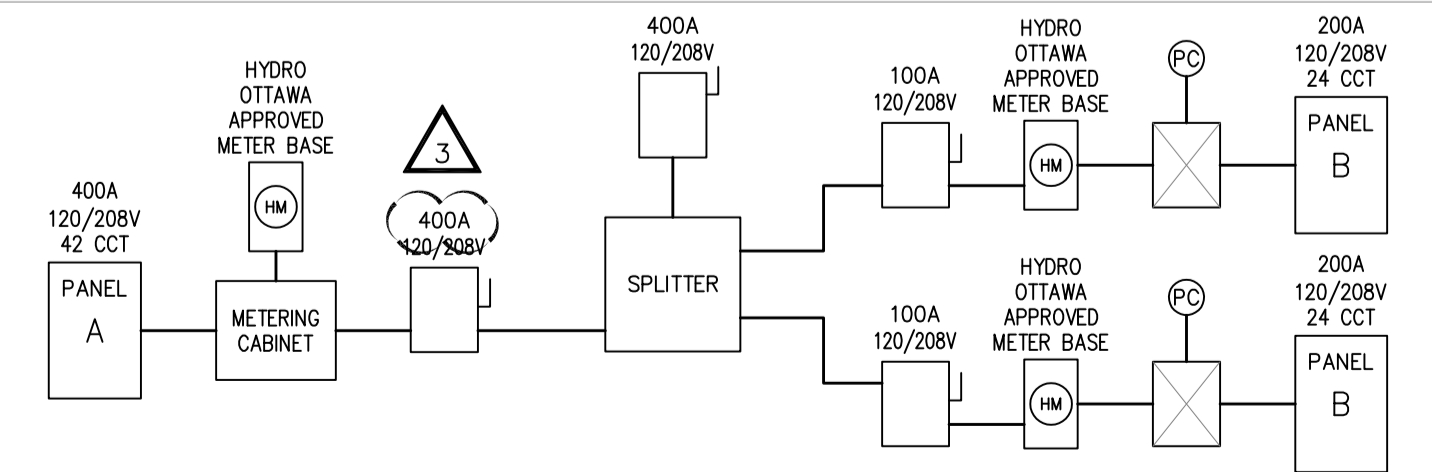 400A
120/208V
42 CCT
PANEL
A
HYDRO
OTTAWA
APPROVED
METER BASE
HM
METERING
CABINET
3
400A
120/208V
400A
120/208V
SPLITTER
100A
120/208V
HYDRO
OTTAWA
APPROVED
METER BASE
HM
PC
200A
120/208V
24 CCT
PANEL
B
100A
120/208V
HYDRO
OTTAWA
APPROVED
METER BASE
HM
PC
200A
120/208V
24 CCT
PANEL
B